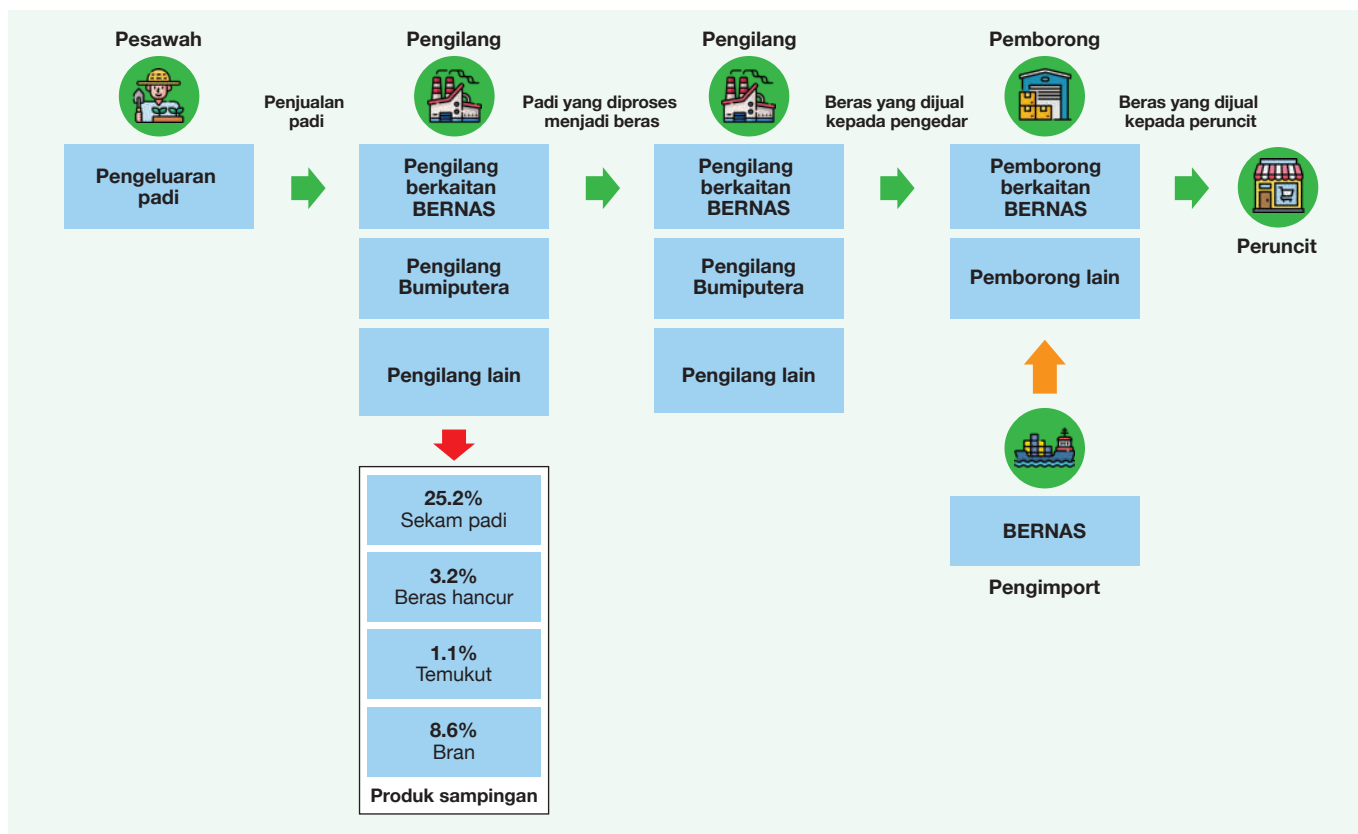 Pesawah
Pengeluaran
padi
Penjualan
padi
Pengilang
Pengilang
berkaitan
BERNAS
Pengilang
Bumiputera
Pengilang lain
25.2%
Sekam padi
3.2%
Beras hancur
1.1%
Temukut
8.6%
Bran
Produk sampingan
Padi yang diproses
menjadi beras
Pengilang
Pengilang
berkaitan
BERNAS
Pengilang
Bumiputera
Pengilang lain
Beras yang dijual
kepada pengedar
Pemborong
Pemborong
berkaitan
BERNAS
Pemborong lain
BERNAS
Pengimport
Beras yang dijual
kepada peruncit
Peruncit